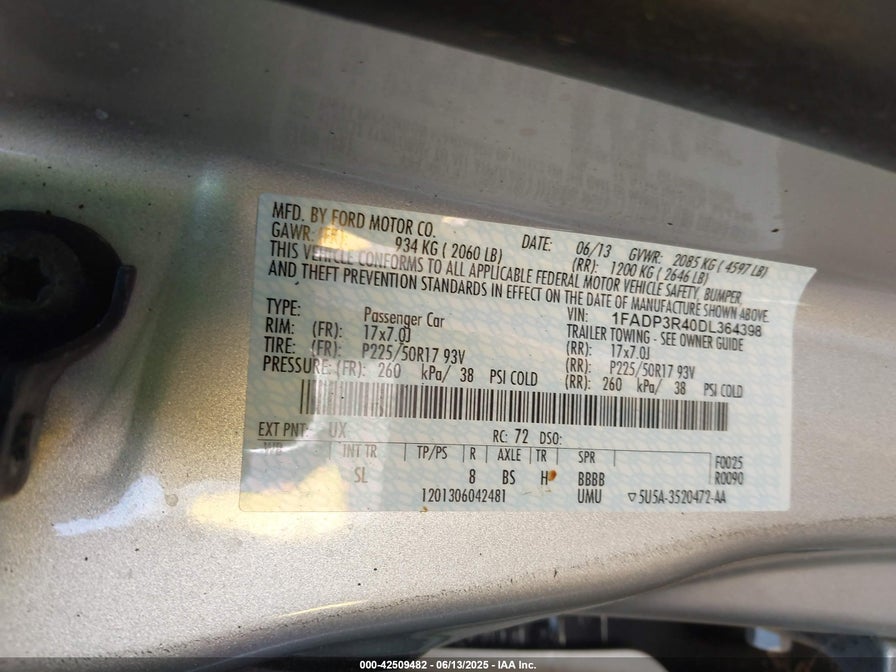 MFD. BY FORD MOTOR CO. DATE: 06/13 GVWR: 2085 KG ( 4597 LB)
GAWR: 934 KG ( 2060 LB) (RR): 1200 KG ( 2646 LB)
THIS VEHICLE CONFORMS TO ALL APPLICABLE FEDERAL MOTOR VEHICLE SAFETY, BUMPER,
AND THEFT PREVENTION STANDARDS IN EFFECT ON THE DATE OF MANUFACTURE SHOWN ABOVE.
VIN: 1FADP3R40DL364398
TYPE: Passenger Car TRAILER TOWING - SEE OWNER GUIDE
RIM: (FR): 17x7.0J (RR): 17x7.0J
TIRE: (FR): P225/50R17 93V (RR): P225/50R17 93V
PRESSURE: (FR): 260 kPa/ 38 PSI COLD (RR): 260 kPa/ 38 PSI COLD
EXT PNT: UX RC: 72 DSO:
WB INT TR TP/PS R AXLE TR SPR F0025
SL 8 BS H BBBB R0090
1201306042481 UMU ▽5U5A-3520472-AA
000-42509482 - 06/13/2025 - IAA Inc.